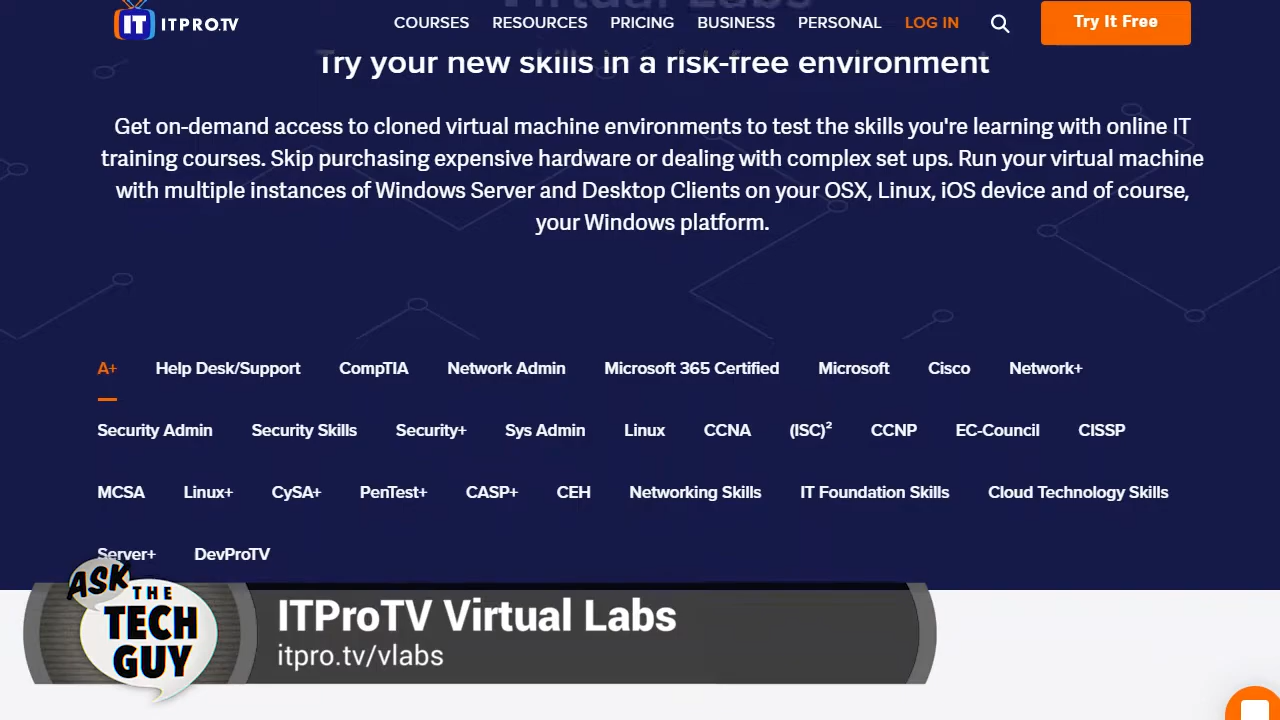 Virtual Labs
IT ITPRO.TV COURSES RESOURCES PRICING BUSINESS PERSONAL LOG IN Try It Free
Try your new skills in a risk-free environment
Get on-demand access to cloned virtual machine environments to test the skills you're learning with online IT
training courses. Skip purchasing expensive hardware or dealing with complex set ups. Run your virtual machine
with multiple instances of Windows Server and Desktop Clients on your OSX, Linux, iOS device and of course,
your Windows platform.
A+ Help Desk/Support CompTIA Network Admin Microsoft 365 Certified Microsoft Cisco Network+
Security Admin Security Skills Security+ Sys Admin Linux CCNA (ISC)² CCNP EC-Council CISSP
MCSA Linux+ CySA+ PenTest+ CASP+ CEH Networking Skills IT Foundation Skills Cloud Technology Skills
Server+ DevProTV
ASK
THE
TECH
GUY
ITProTV Virtual Labs
itpro.tv/vlabs